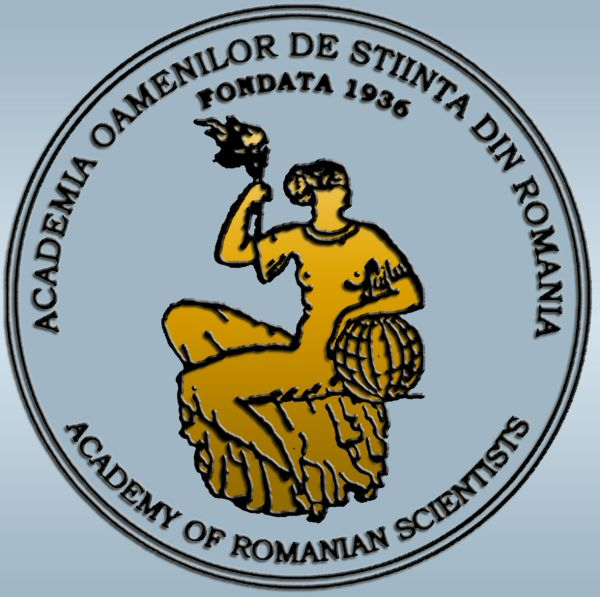 ACADEMIA OAMENILOR DE STIINTA DIN ROMANIA
FONDATA 1936
ACADEMY OF ROMANIAN SCIENTISTS